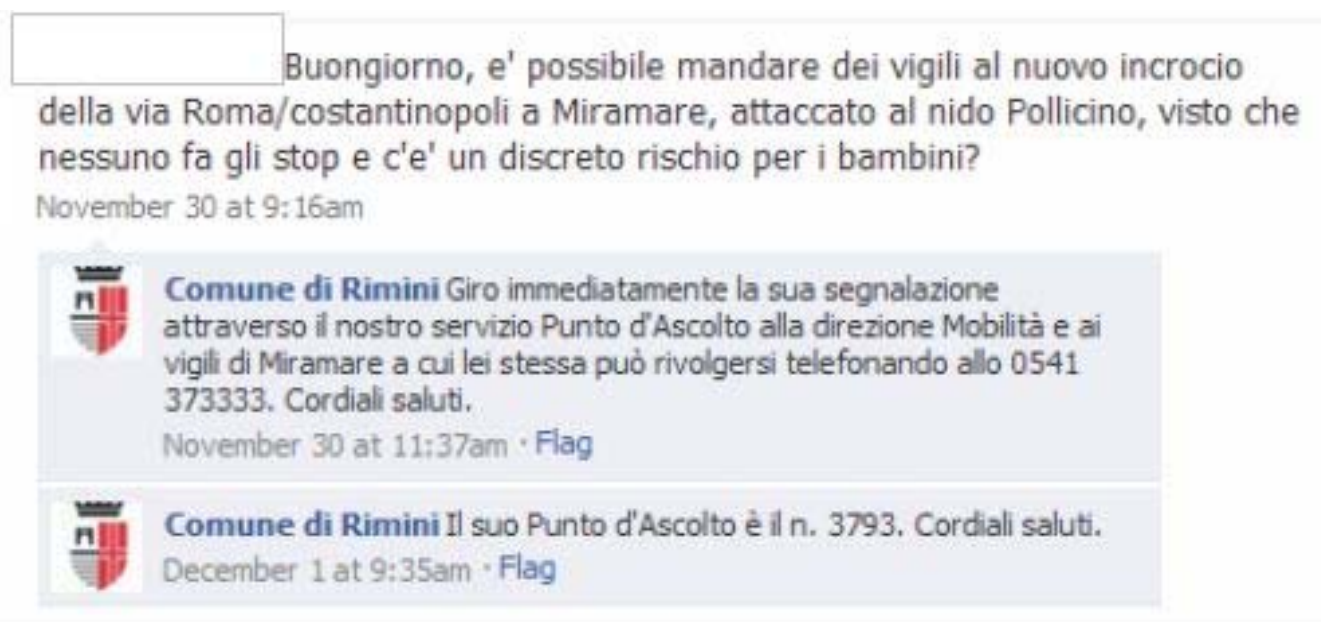 Buongiorno, e' possibile mandare dei vigili al nuovo incrocio
della via Roma/costantinopoli a Miramare, attaccato al nido Pollicino, visto che
nessuno fa gli stop e c'e' un discreto rischio per i bambini?
November 30 at 9:16am
Comune di Rimini Giro immediatamente la sua segnalazione
attraverso il nostro servizio Punto d'Ascolto alla direzione Mobilità e ai
vigili di Miramare a cui lei stessa può rivolgersi telefonando allo 0541
373333. Cordiali saluti.
November 30 at 11:37am · Flag
Comune di Rimini Il suo Punto d'Ascolto è il n. 3793. Cordiali saluti.
December 1 at 9:35am · Flag